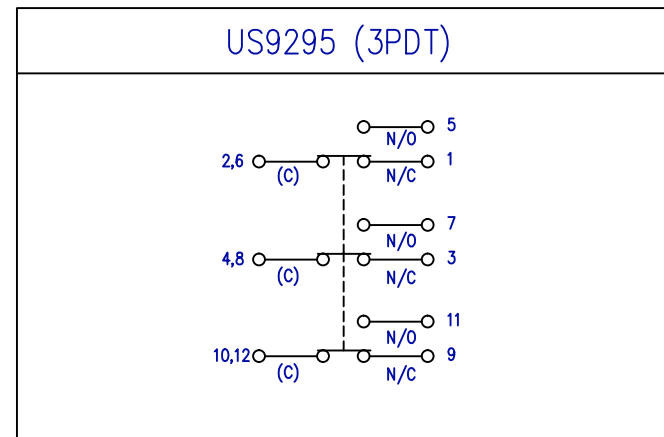 US9295 (3PDT)
5
N/O
2,6
(C)
N/C
1
7
N/O
4,8
(C)
N/C
3
11
N/O
10,12
(C)
N/C
9